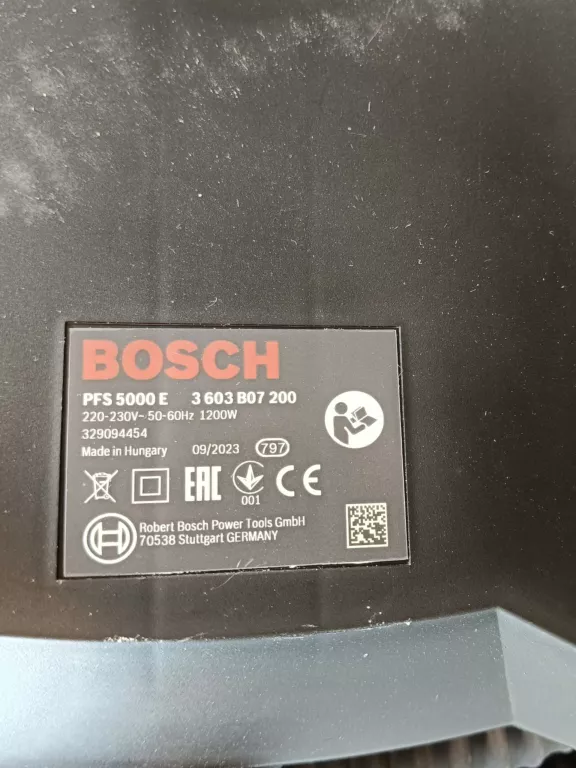 BOSCH
PFS 5000 E 3 603 B07 200
220-230V~ 50-60Hz 1200W
329094454
Made in Hungary 09/2023 797
EAC 001 CE
Robert Bosch Power Tools GmbH
70538 Stuttgart GERMANY